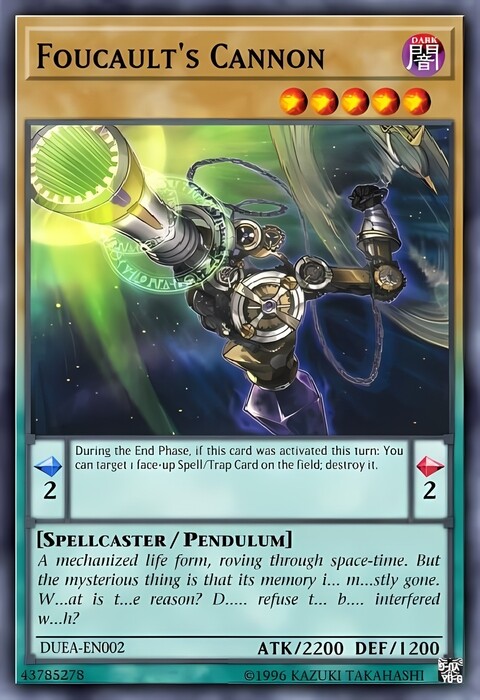 FOUCAULT'S CANNON
DARK
闇
During the End Phase, if this card was activated this turn: You
can target 1 face-up Spell/Trap Card on the field; destroy it.
2
2
[SPELLCASTER / PENDULUM]
A mechanized life form, roving through space-time. But
the mysterious thing is that its memory i... m...stly gone.
W...at is t...e reason? D..... refuse t... b.... interfered
w...h?
DUEA-EN002
ATK/2200 DEF/1200
43785278
©1996 KAZUKI TAKAHASHI